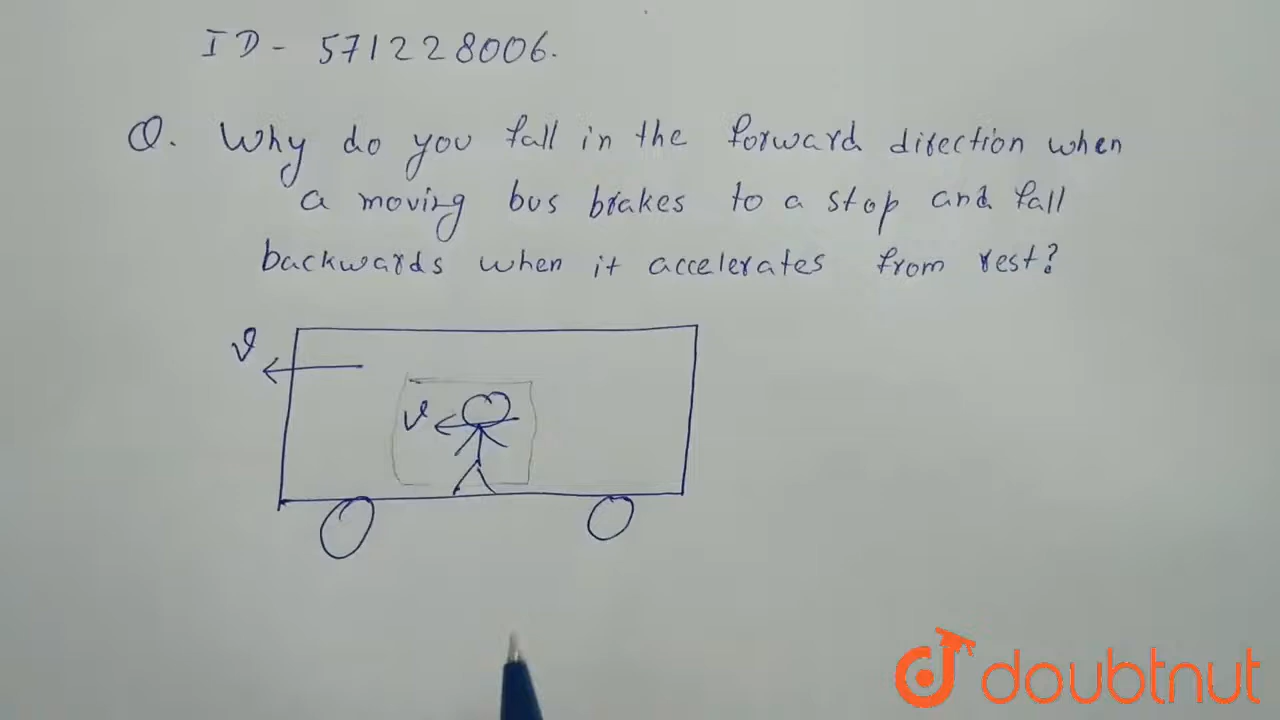 ID - 571228006.
Q. Why do you fall in the forward direction when
a moving bus brakes to a stop and fall
backwards when it accelerates from rest?
v
v
doubtnut